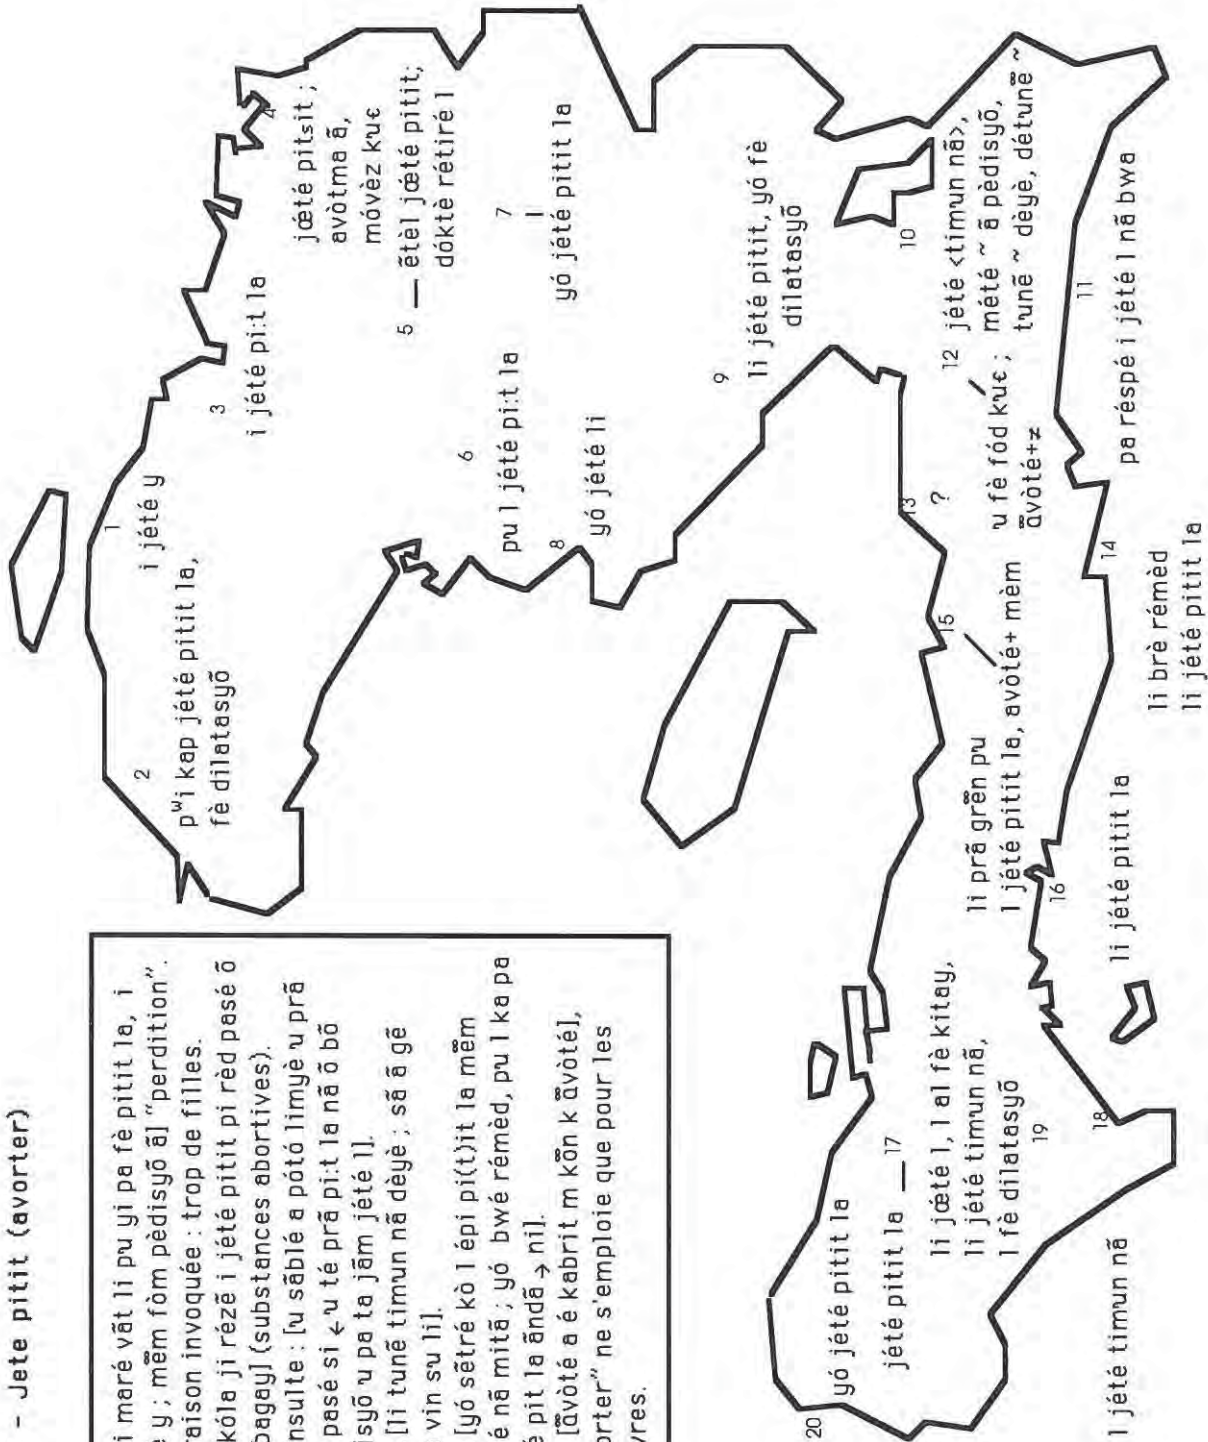 - Jete pitit (avorter)
i maré vãt li pu yi pa fè pitit la, i
y ; mẽm fòm pèdisyõ ã] "perdition".
raison invoquée : trop de filles.
kóla ji rézẽ i jété pitit pi rèd pasé õ
bagay] (substances abortives).
nsulte : [u sãblé a pótó limyè u prã
pasé si ← u té prã pi:t la nã õ bõ
isyõ u pa ta jãm jété l].
[li tunẽ timun nã dèyè ; sã ã gẽ
vin su li].
[yó sẽtré kò l épi pi(t)it la mẽm
é nã mitã ; yó bwé rémèd, pu l ka pa
é pit la ãndã → ni].
[ãvòté a é kabrit m kõn k ãvòté],
orter" ne s'emploie que pour les
vres.
1
i jété y
2
pʷi kap jété pitit la,
fè dilatasyõ
3
i jété pi:t la
4
jœté pitsit ;
avòtma ã,
móvèz kuɛ
5 — ẽtèl jœté pitit;
dóktè rétiré l
6
pu l jété pi:t la
7
yó jété pitit la
8
yó jété li
9
li jété pitit, yó fè
dilatasyõ
10
12 jété <timun nã>,
mété ~ ã pèdisyõ,
tunẽ ~ dèyè, détunẽ ~
u fè fód kuɛ ;
ãvòté+≠
11
pa réspé i jété l nã bwa
13
?
14
li brè rémèd
li jété pitit la
15
li prã grẽn pu
l jété pitit la, avòté+ mèm
16
li jété pitit la
yó jété pitit la
jété pitit la — 17
18
li jœté l, l al fè kitay,
li jété timun nã,
l fè dilatasyõ
19
20
l jété timun nã